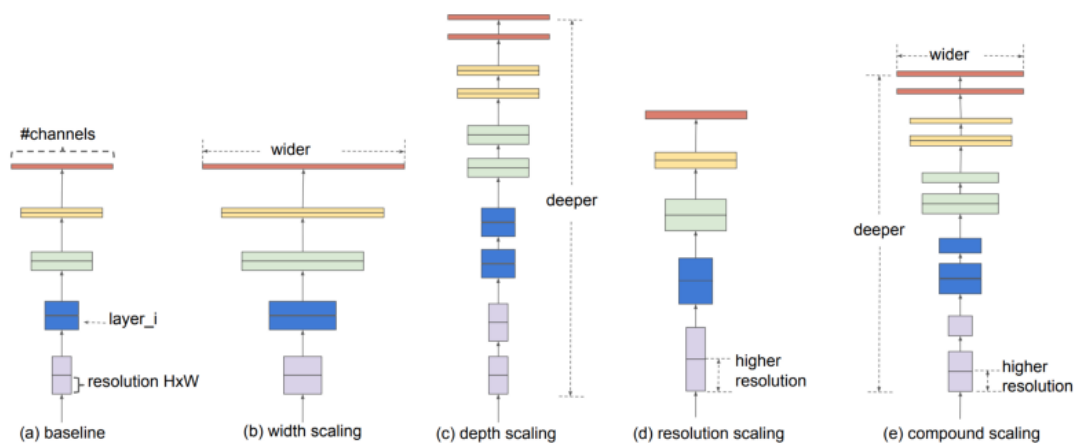 #channels
layer_i
resolution HxW
(a) baseline
wider
(b) width scaling
deeper
(c) depth scaling
higher
resolution
(d) resolution scaling
wider
deeper
higher
resolution
(e) compound scaling